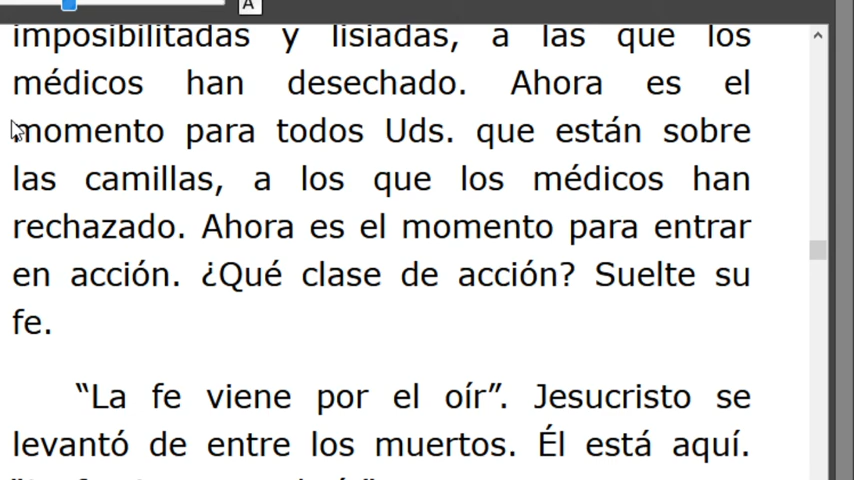 A
imposibilitadas y lisiadas, a las que los
médicos han desechado. Ahora es el
momento para todos Uds. que están sobre
las camillas, a los que los médicos han
rechazado. Ahora es el momento para entrar
en acción. ¿Qué clase de acción? Suelte su
fe.
“La fe viene por el oír”. Jesucristo se
levantó de entre los muertos. Él está aquí.